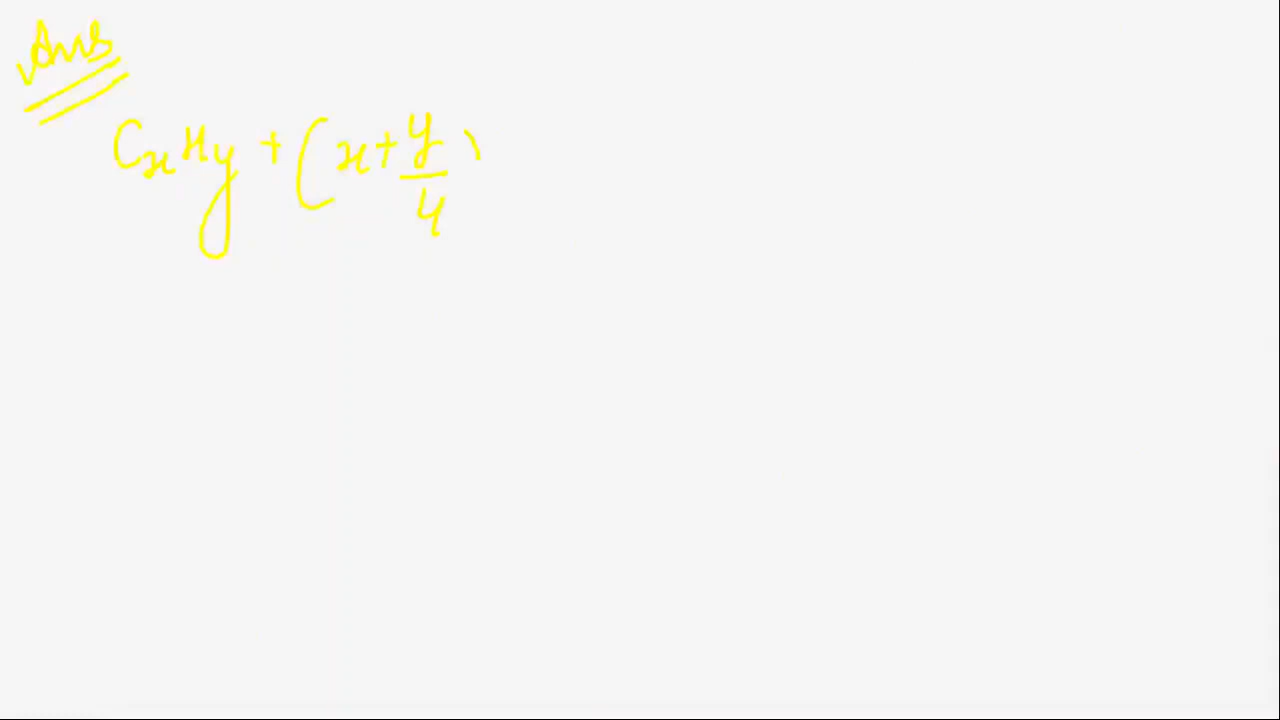 Ans
CxHy + (x + y/4)